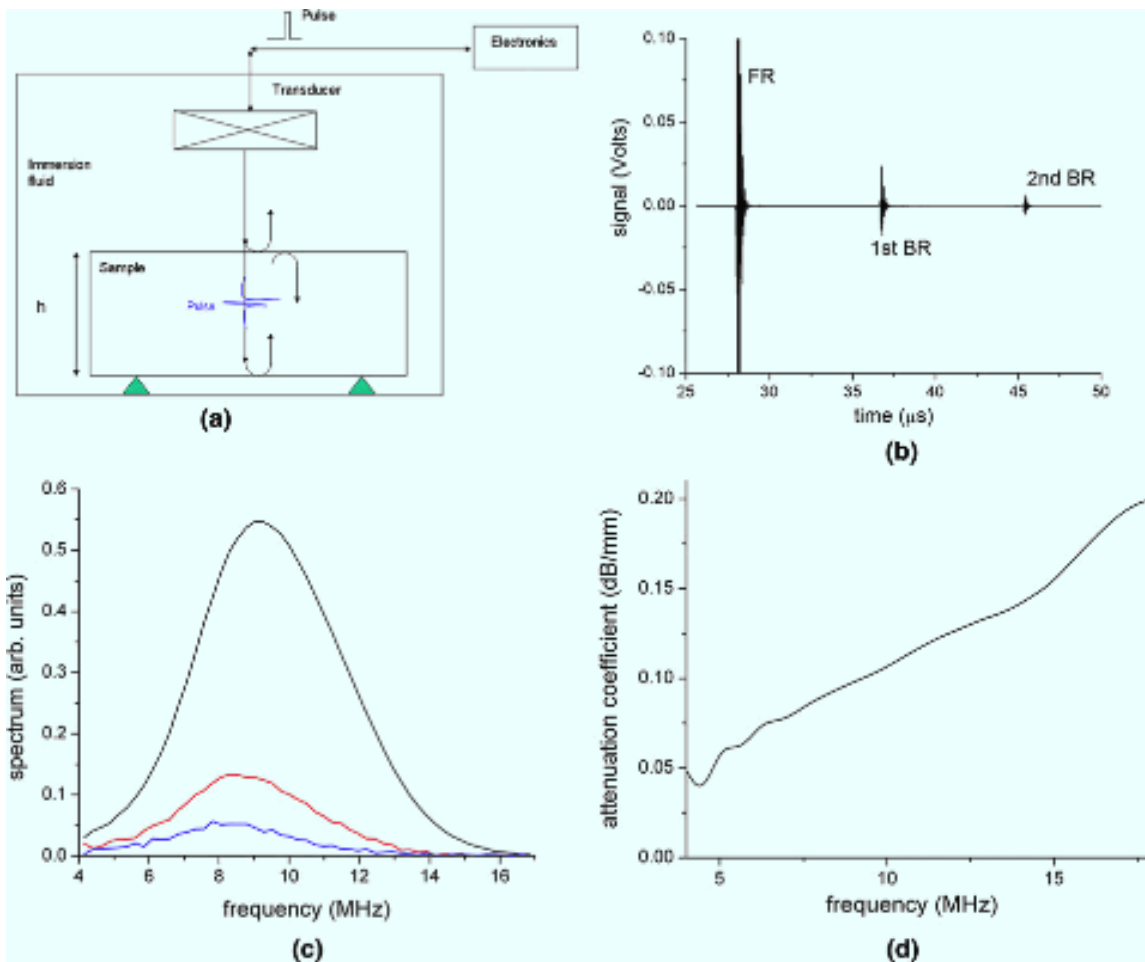 Pulse
Electronics
Transducer
Immersion
fluid
Sample
h
Pulse
(a)
0.10
0.05
0.00
-0.05
-0.10
signal (Volts)
FR
1st BR
2nd BR
25 30 35 40 45 50
time (μs)
(b)
0.6
0.5
0.4
0.3
0.2
0.1
0.0
spectrum (arb. units)
4 6 8 10 12 14 16
frequency (MHz)
(c)
0.20
0.15
0.10
0.05
0.00
attenuation coefficient (dB/mm)
5 10 15
frequency (MHz)
(d)